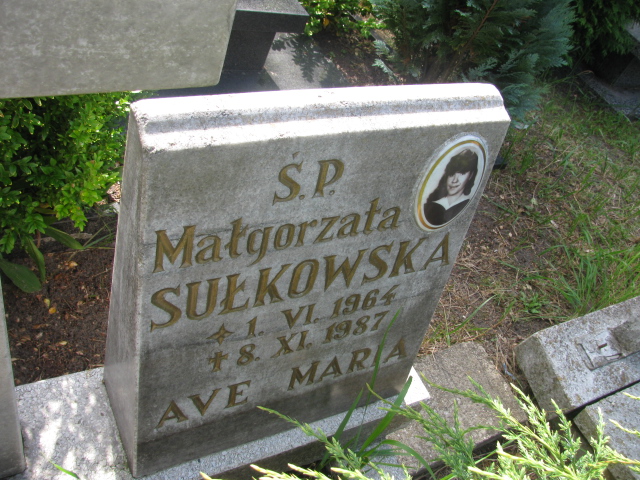 Ś.P.
Małgorzata
SUŁKOWSKA
* 1. VI. 1964
✝ 8. XI. 1987
AVE MARIA